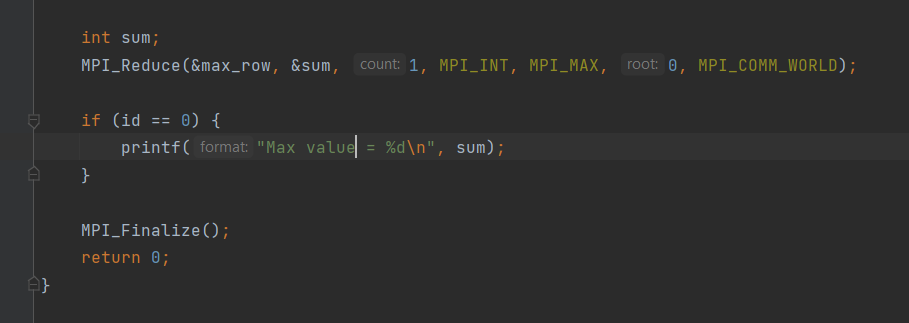 int sum;
MPI_Reduce(&max_row, &sum, count: 1, MPI_INT, MPI_MAX, root: 0, MPI_COMM_WORLD);
if (id == 0) {
printf( format: "Max value = %d\n", sum);
}
MPI_Finalize();
return 0;
}